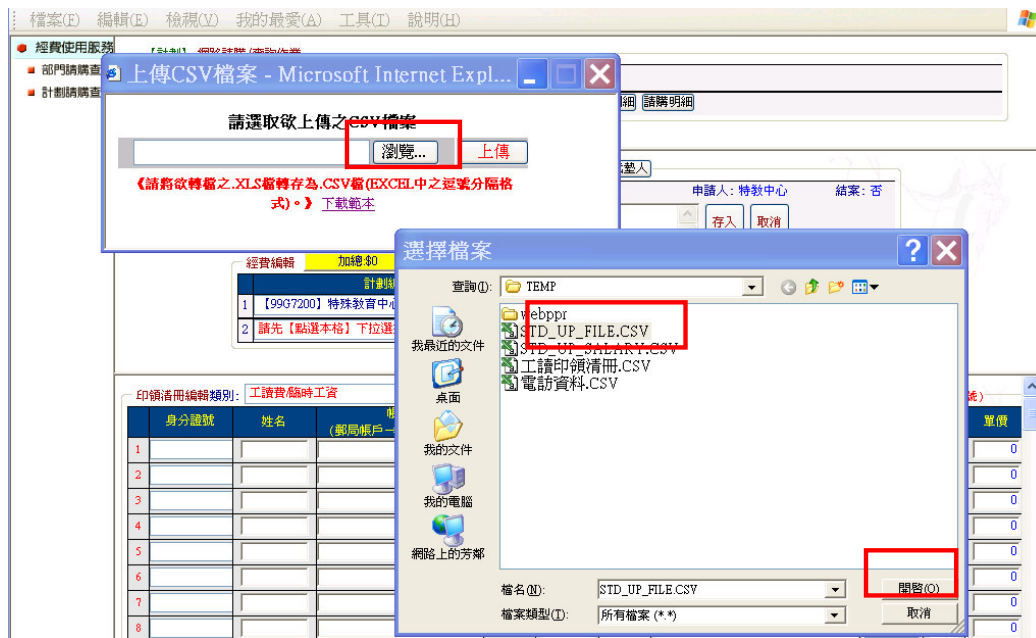 檔案(F) 編輯(E) 檢視(V) 我的最愛(A) 工具(T) 說明(H)
經費使用服務
部門請購查
計劃請購查
上傳CSV檔案 - Microsoft Internet Expl...
請選取欲上傳之CSV檔案
瀏覽...
上傳
《請將欲轉檔之.XLS檔轉存為.CSV檔(EXCEL中之逗號分隔格
式)。》 下載範本
細 請購明細
墊人
申請人: 特教中心 結案: 否
存入 取消
經費編輯 加總:$0
計劃編
1 【99G7200】特殊教育中心
2 請先【點選本格】下拉選
選擇檔案
查詢(I): TEMP
webppr
STD_UP_FILE.CSV
STD_UP_SALARY.CSV
工讀印領清冊.CSV
電訪資料.CSV
我最近的文件
桌面
我的文件
我的電腦
網路上的芳鄰
檔名(N): STD_UP_FILE.CSV 開啟(O)
檔案類型(T): 所有檔案 (*.*) 取消
印領清冊編輯類別: 工讀費/臨時工資
號)
身分證號 姓名 (郵局帳戶 單價
1 0
2 0
3 0
4 0
5 0
6 0
7 0
8 0